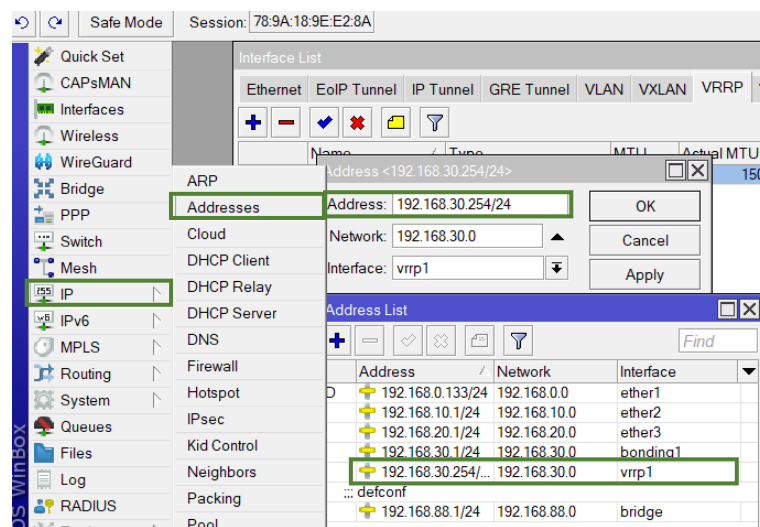 Safe Mode Session: 78:9A:18:9E:E2:8A
Quick Set
CAPsMAN
Interfaces
Wireless
WireGuard
Bridge
PPP
Switch
Mesh
IP
IPv6
MPLS
Routing
System
Queues
Files
Log
RADIUS
OS WinBox
ARP
Addresses
Cloud
DHCP Client
DHCP Relay
DHCP Server
DNS
Firewall
Hotspot
IPsec
Kid Control
Neighbors
Packing
Pool
Interface List
Ethernet EoIP Tunnel IP Tunnel GRE Tunnel VLAN VXLAN VRRP
Name Type MTU Actual MTU
150
Address <192.168.30.254/24>
Address: 192.168.30.254/24 OK
Network: 192.168.30.0 Cancel
Interface: vrrp1 Apply
Address List
Find
Address Network Interface
D 192.168.0.133/24 192.168.0.0 ether1
192.168.10.1/24 192.168.10.0 ether2
192.168.20.1/24 192.168.20.0 ether3
192.168.30.1/24 192.168.30.0 bonding1
192.168.30.254/... 192.168.30.0 vrrp1
::: defconf
192.168.88.1/24 192.168.88.0 bridge